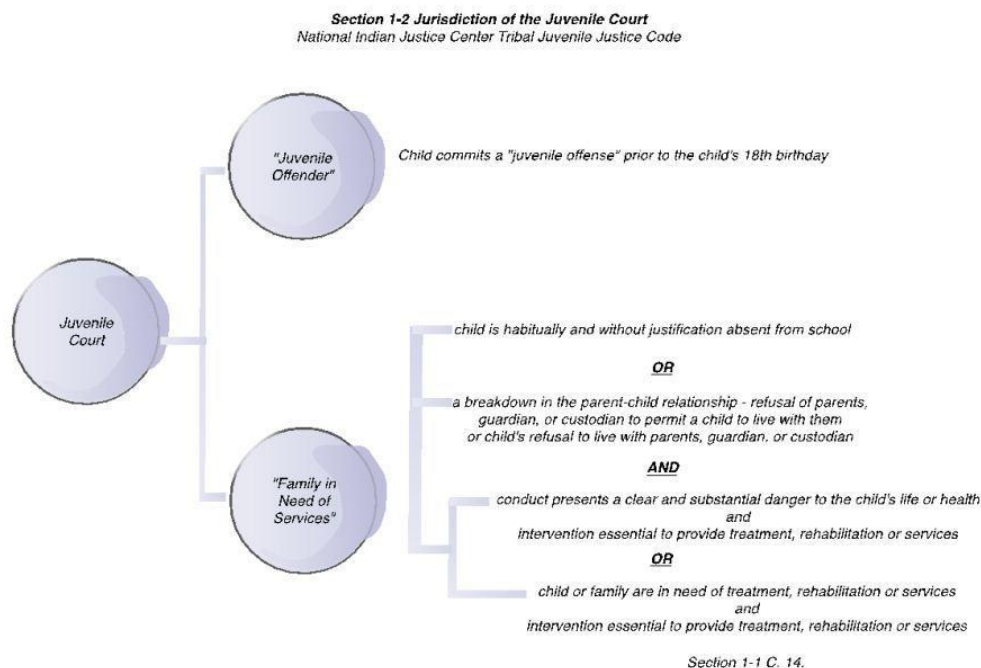 Section 1-2 Jurisdiction of the Juvenile Court
National Indian Justice Center Tribal Juvenile Justice Code
"Juvenile
Offender"
Child commits a "juvenile offense" prior to the child's 18th birthday
Juvenile
Court
child is habitually and without justification absent from school
OR
a breakdown in the parent-child relationship - refusal of parents,
guardian, or custodian to permit a child to live with them
or child's refusal to live with parents, guardian. or custodian
AND
"Family in
Need of
Services"
conduct presents a clear and substantial danger to the child's life or health
and
intervention essential to provide treatment, rehabilitation or services
OR
child or family are in need of treatment, rehabilitation or services
and
intervention essential to provide treatment, rehabilitation or services
Section 1-1 C. 14.